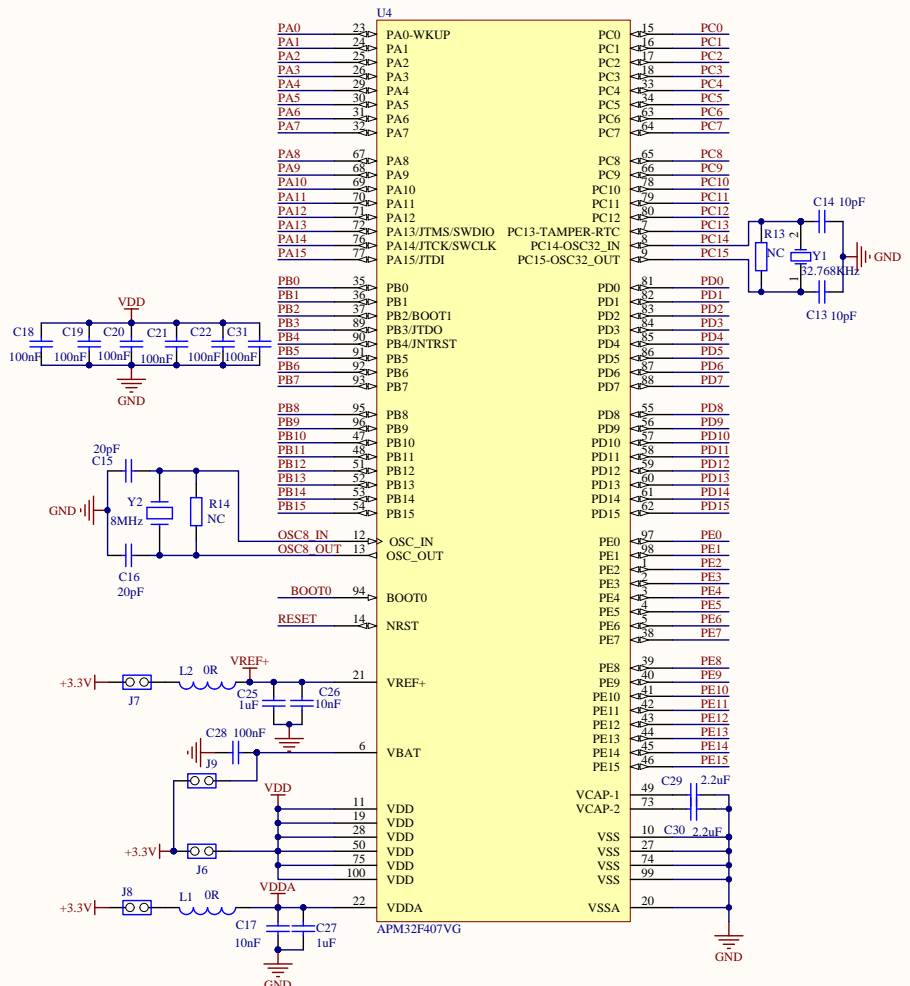 U4
PA0 23 PA0-WKUP PC0 15 PC0
PA1 24 PA1 PC1 16 PC1
PA2 25 PA2 PC2 17 PC2
PA3 26 PA3 PC3 18 PC3
PA4 29 PA4 PC4 33 PC4
PA5 30 PA5 PC5 34 PC5
PA6 31 PA6 PC6 63 PC6
PA7 32 PA7 PC7 64 PC7
PA8 67 PA8 PC8 65 PC8
PA9 68 PA9 PC9 66 PC9
PA10 69 PA10 PC10 78 PC10
PA11 70 PA11 PC11 79 PC11
PA12 71 PA12 PC12 80 PC12
PA13 72 PA13/JTMS/SWDIO PC13-TAMPER-RTC 7 PC13
PA14 76 PA14/JTCK/SWCLK PC14-OSC32_IN 8 PC14
PA15 77 PA15/JTDI PC15-OSC32_OUT 9 PC15
C14 10pF
R13 2
NC Y1
GND
1 32.768KHz
C13 10pF
PB0 35 PB0 PD0 81 PD0
PB1 36 PB1 PD1 82 PD1
PB2 37 PB2/BOOT1 PD2 83 PD2
PB3 89 PB3/JTDO PD3 84 PD3
PB4 90 PB4/JNTRST PD4 85 PD4
PB5 91 PB5 PD5 86 PD5
PB6 92 PB6 PD6 87 PD6
PB7 93 PB7 PD7 88 PD7
VDD
C18 C19 C20 C21 C22 C31
100nF 100nF 100nF 100nF 100nF 100nF
GND
PB8 95 PB8 PD8 55 PD8
PB9 96 PB9 PD9 56 PD9
PB10 47 PB10 PD10 57 PD10
PB11 48 PB11 PD11 58 PD11
PB12 51 PB12 PD12 59 PD12
PB13 52 PB13 PD13 60 PD13
PB14 53 PB14 PD14 61 PD14
PB15 54 PB15 PD15 62 PD15
20pF
C15
Y2 R14
GND
8MHz NC
C16
20pF
OSC8_IN 12 OSC_IN PE0 97 PE0
OSC8_OUT 13 OSC_OUT PE1 98 PE1
PE2 1 PE2
PE3 2 PE3
BOOT0 94 BOOT0 PE4 3 PE4
PE5 4 PE5
RESET 14 NRST PE6 5 PE6
PE7 38 PE7
PE8 39 PE8
VREF+
+3.3V J7 L2 0R 21 VREF+ PE9 40 PE9
C25 C26
1uF 10nF
PE10 41 PE10
PE11 42 PE11
PE12 43 PE12
PE13 44 PE13
C28 100nF
6 VBAT PE14 45 PE14
PE15 46 PE15
J9
VDD
C29 2.2uF
VCAP-1 49
11 VDD VCAP-2 73
19 VDD
C30 2.2uF
28 VDD VSS 10
+3.3V J6 50 VDD VSS 27
75 VDD VSS 74
100 VDD VSS 99
VDDA
+3.3V J8 L1 0R 22 VDDA VSSA 20
C17 C27
10nF 1uF
APM32F407VG
GND
GND